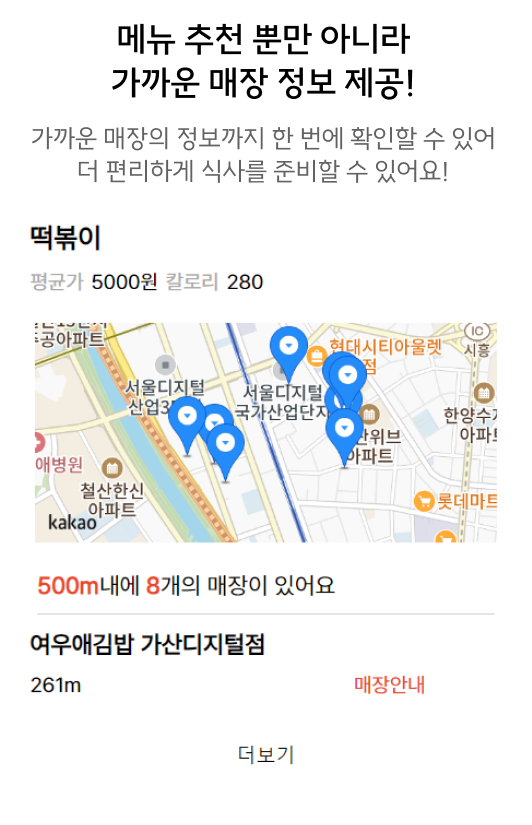 메뉴 추천 뿐만 아니라
가까운 매장 정보 제공!
가까운 매장의 정보까지 한 번에 확인할 수 있어
더 편리하게 식사를 준비할 수 있어요!
떡볶이
평균가 5000원 칼로리 280
주공아파트
IC
시흥
현대시티아울렛
점
서울디지털
산업3
서울디지털
국가산업단지
한양수자
아파트
애병원
철산한신
아파트
아파트
롯데마트
kakao
500m내에 8개의 매장이 있어요
여우애김밥 가산디지털점
261m
매장안내
더보기